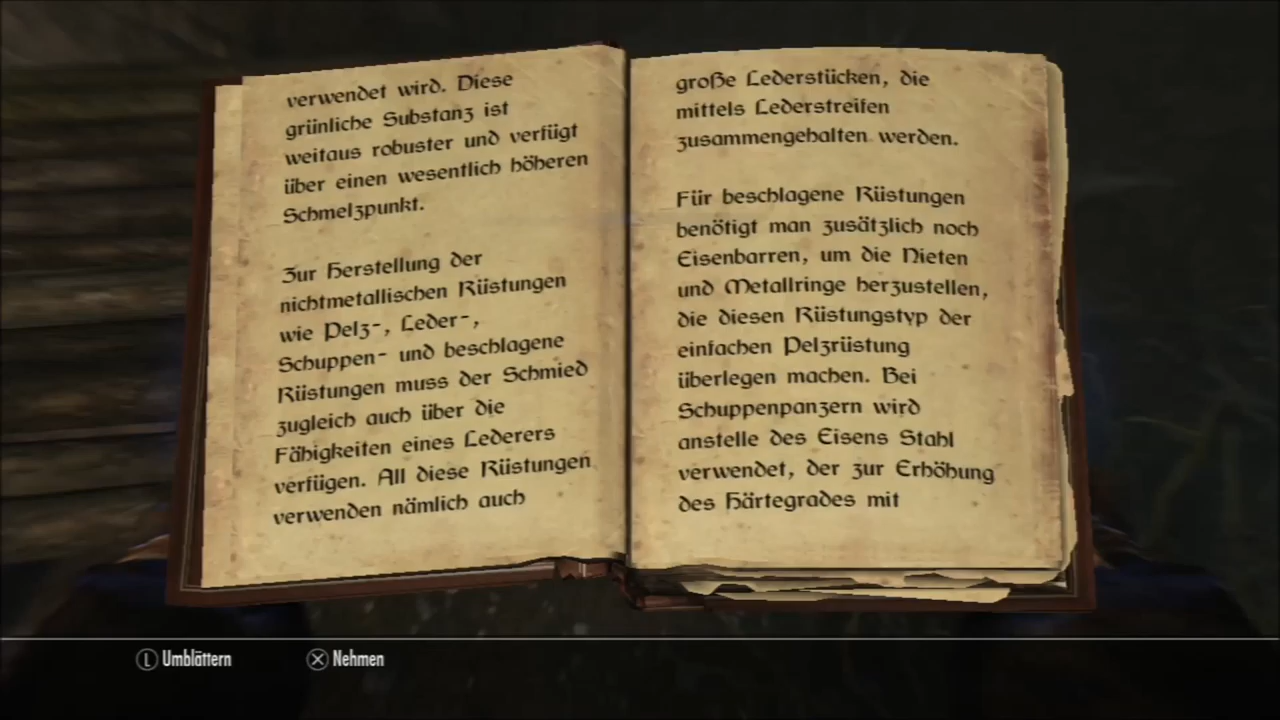 verwendet wird. Diese
grünliche Substanz ist
weitaus robuster und verfügt
über einen wesentlich höheren
Schmelzpunkt.
Zur Herstellung der
nichtmetallischen Rüstungen
wie Pelz-, Leder-,
Schuppen- und beschlagene
Rüstungen muss der Schmied
zugleich auch über die
Fähigkeiten eines Lederers
verfügen. All diese Rüstungen
verwenden nämlich auch
große Lederstücken, die
mittels Lederstreifen
zusammengehalten werden.
Für beschlagene Rüstungen
benötigt man zusätzlich noch
Eisenbarren, um die Nieten
und Metallringe herzustellen,
die diesen Rüstungstyp der
einfachen Pelzrüstung
überlegen machen. Bei
Schuppenpanzern wird
anstelle des Eisens Stahl
verwendet, der zur Erhöhung
des Härtegrades mit
L Umblättern X Nehmen